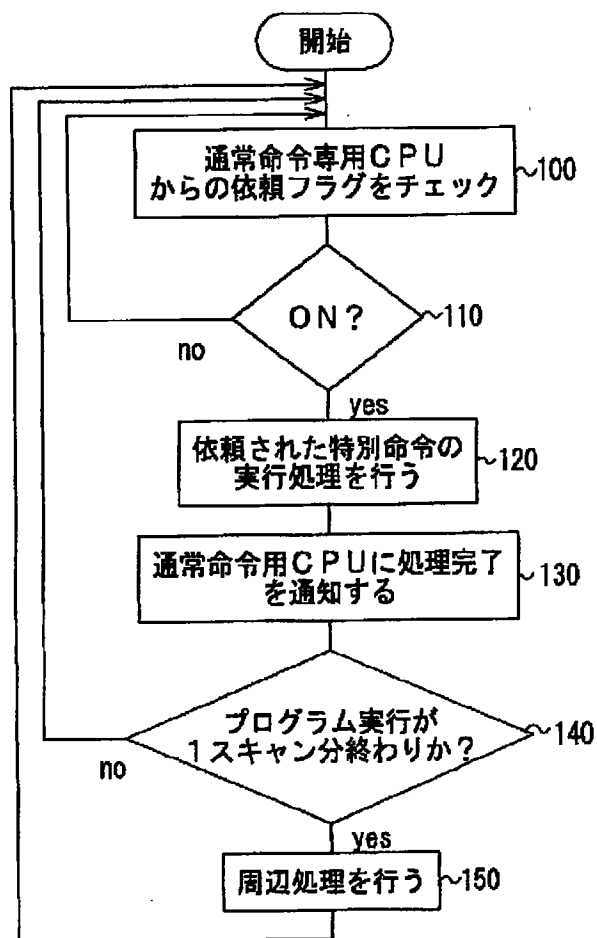 開始
通常命令専用CPU
からの依頼フラグをチェック
~100
ON?
~110
no
yes
依頼された特別命令の
実行処理を行う
~120
通常命令用CPUに処理完了
を通知する
~130
プログラム実行が
1スキャン分終わりか?
~140
no
yes
周辺処理を行う
~150